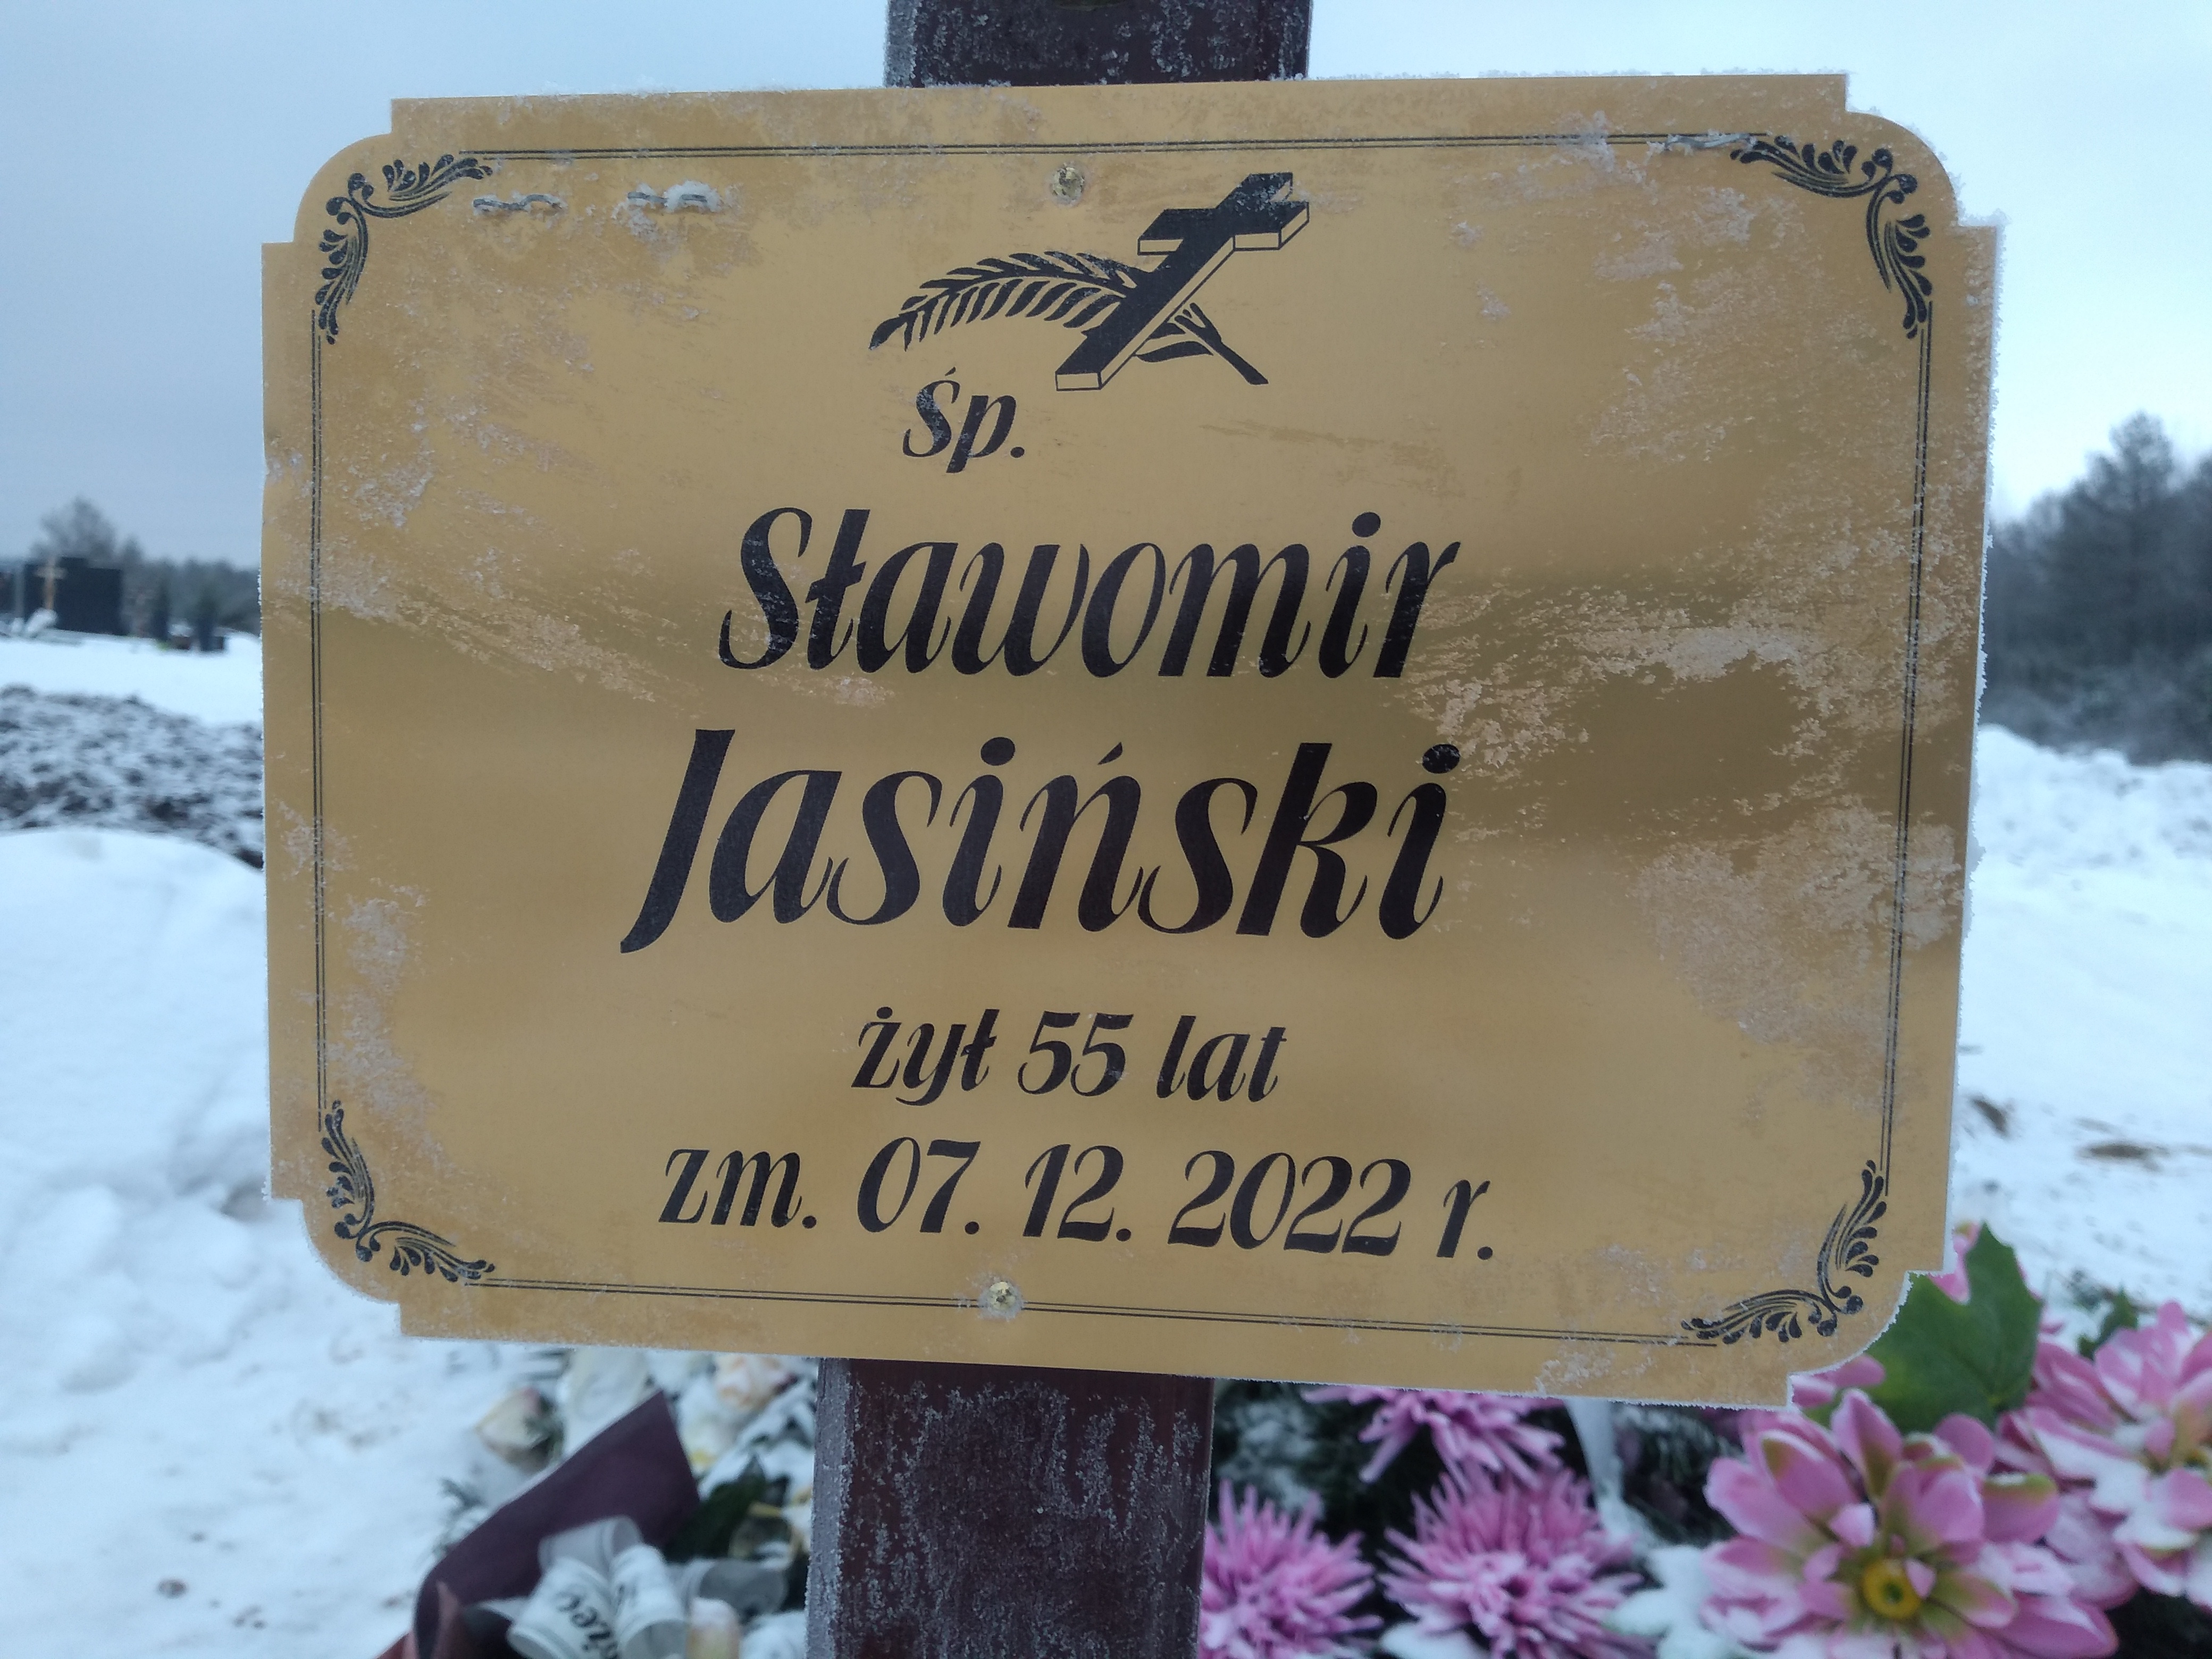 Śp.
Sławomir
Jasiński
żył 55 lat
zm. 07. 12. 2022 r.